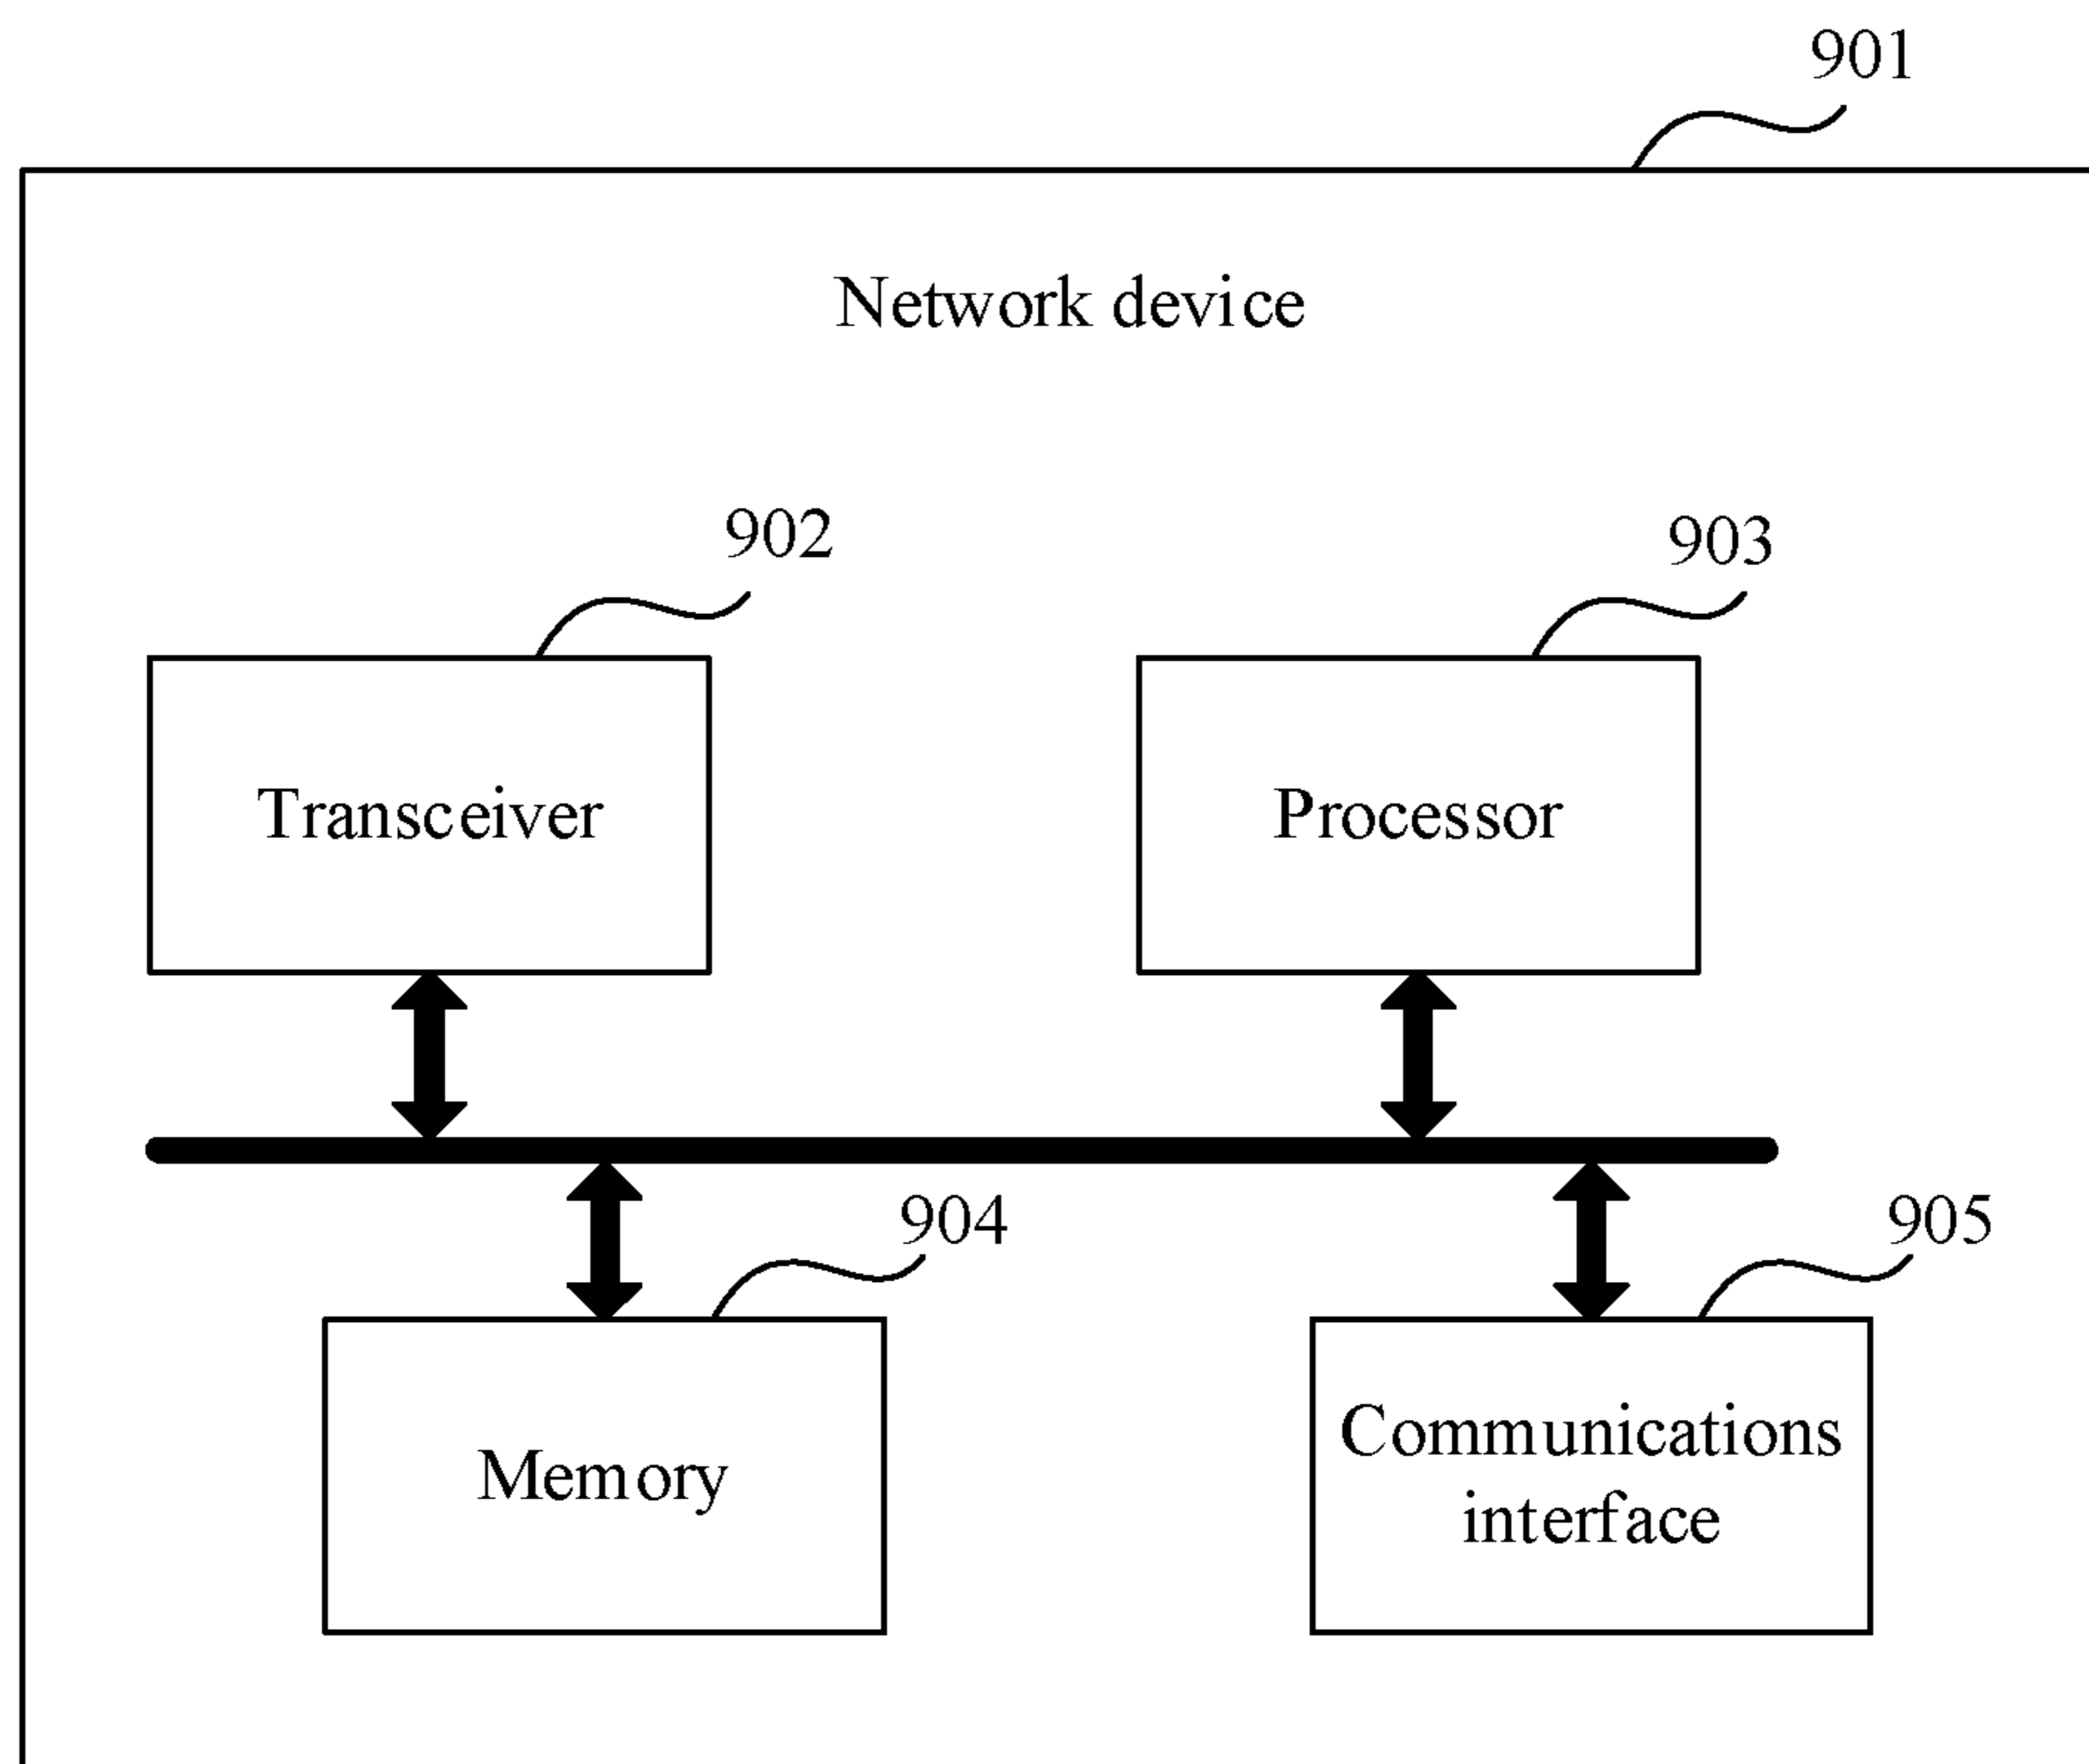 901
Network device
902
903
Transceiver
Processor
904
905
Memory
Communications
interface